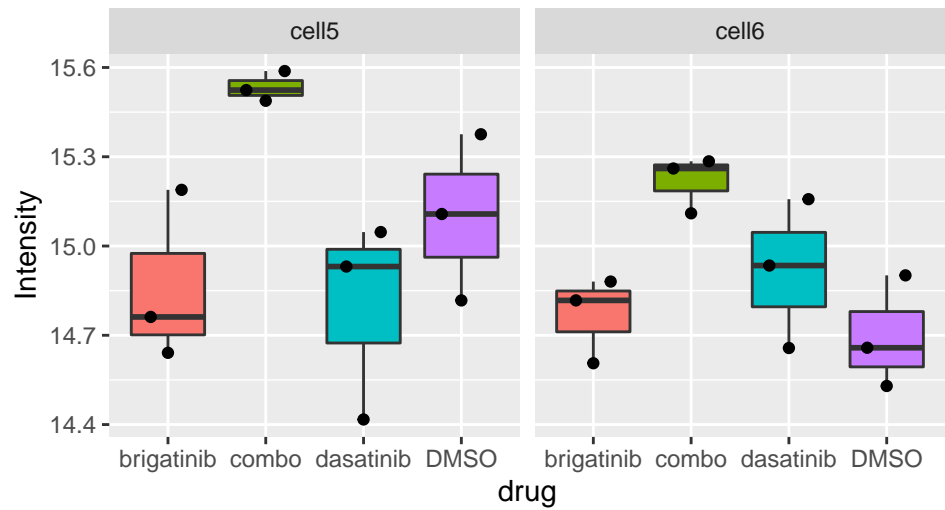 cell5 cell6
15.6
15.3
15.0
14.7
14.4
Intensity
brigatinib combo dasatinib DMSO brigatinib combo dasatinib DMSO
drug